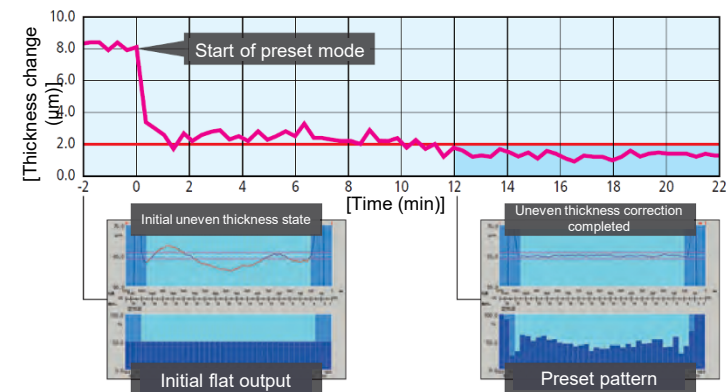 10.0
8.0
6.0
4.0
2.0
0.0
[Thickness change
(μm)]
Start of preset mode
-2
0
2
4
6
8
10
12
14
16
18
20
22
[Time (min)]
Initial uneven thickness state
Initial flat output
Uneven thickness correction
completed
Preset pattern